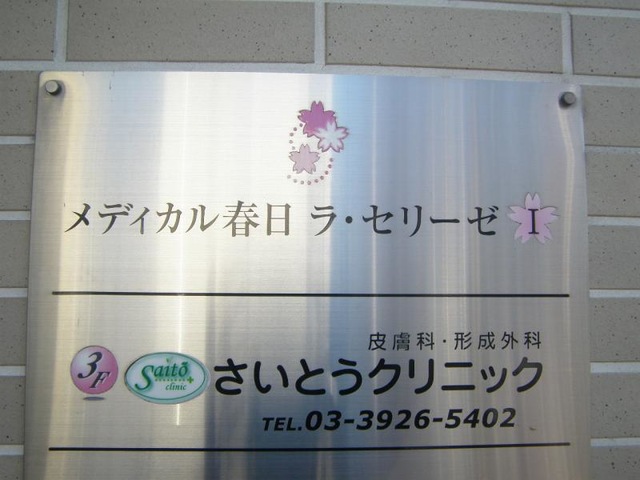 メディカル春日 ラ・セリーゼ I
皮膚科・形成外科
3F Saitō clinic さいとうクリニック
TEL.03-3926-5402